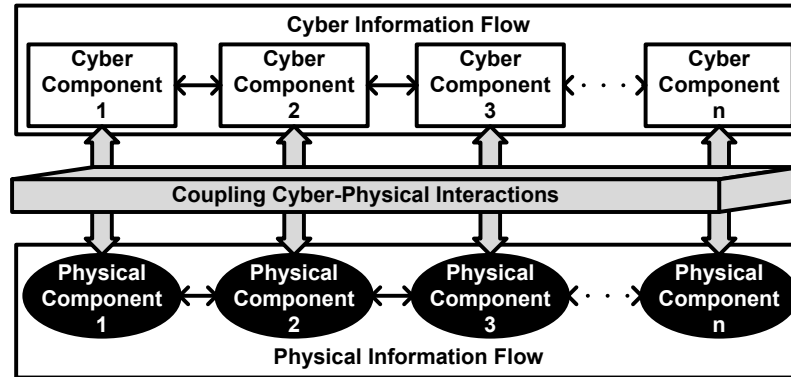 Cyber Information Flow
Cyber
Component
1
Cyber
Component
2
Cyber
Component
3
. . .
Cyber
Component
n
Coupling Cyber-Physical Interactions
Physical
Component
1
Physical
Component
2
Physical
Component
3
. . .
Physical
Component
n
Physical Information Flow